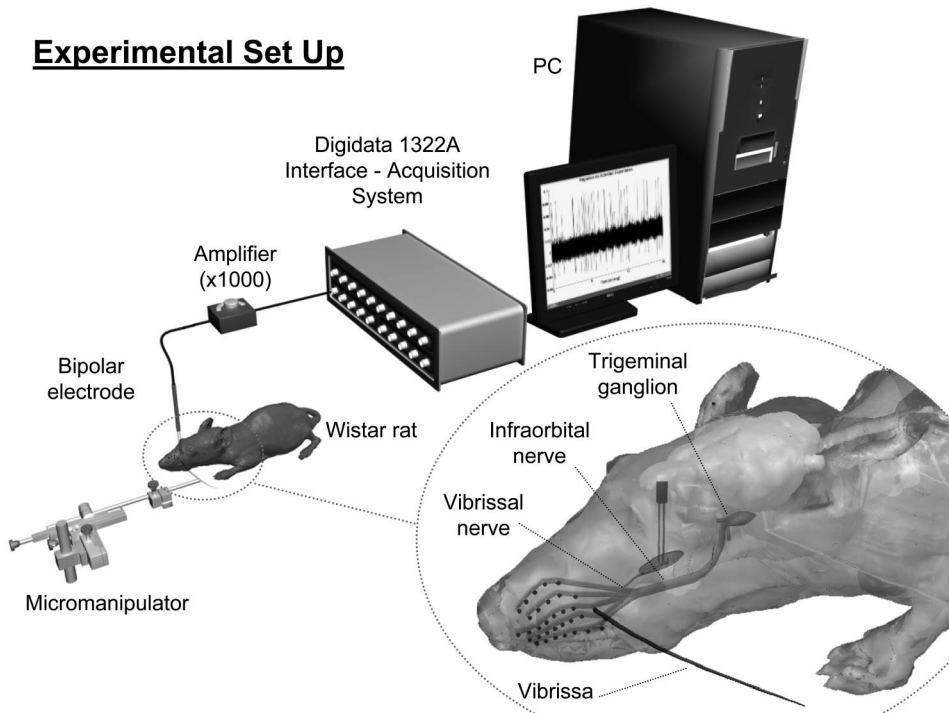 Experimental Set Up
PC
Digidata 1322A
Interface - Acquisition
System
Amplifier
(x1000)
Bipolar
electrode
Wistar rat
Micromanipulator
Trigeminal
ganglion
Infraorbital
nerve
Vibrissal
nerve
Vibrissa